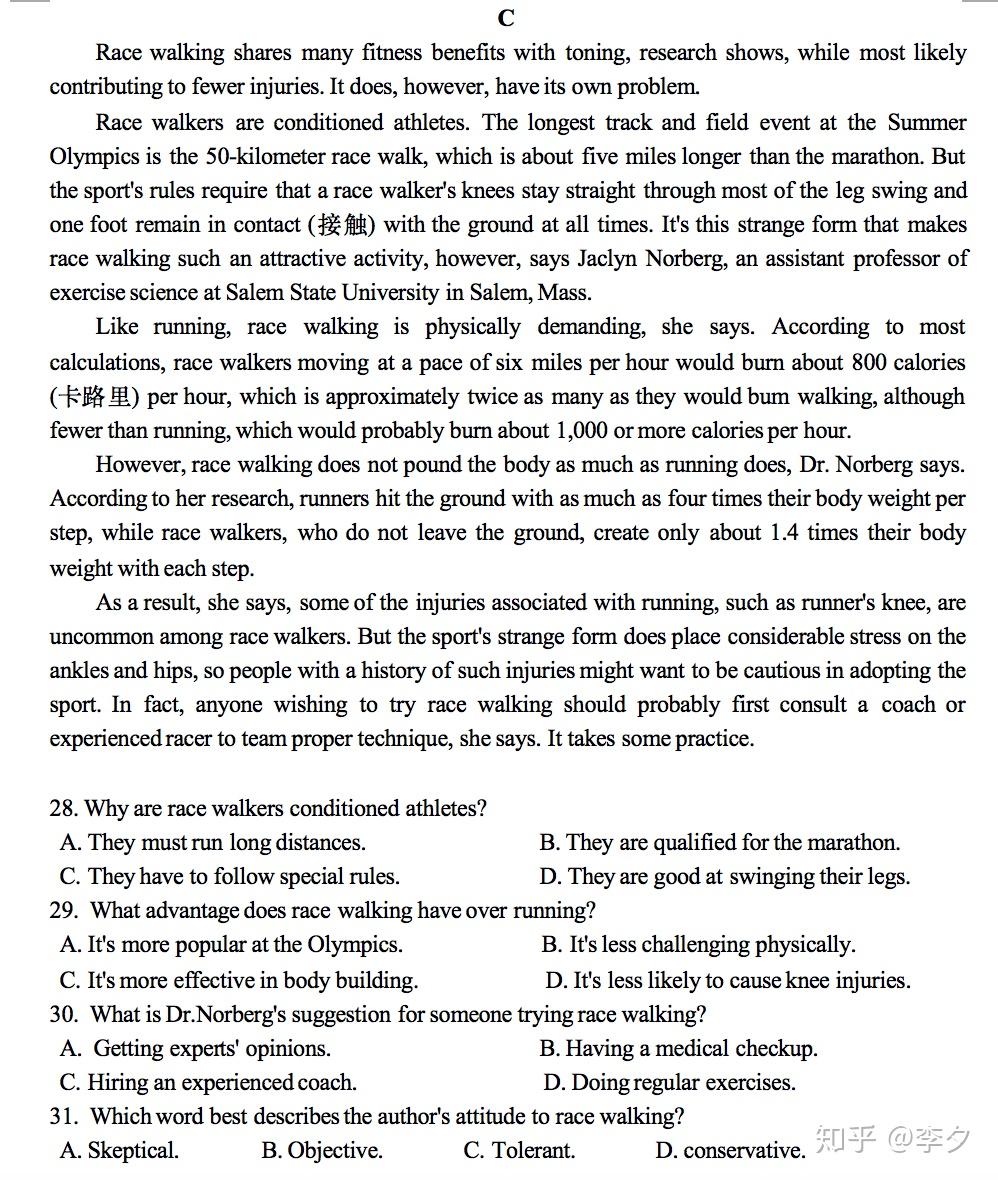 C
Race walking shares many fitness benefits with toning, research shows, while most likely
contributing to fewer injuries. It does, however, have its own problem.
Race walkers are conditioned athletes. The longest track and field event at the Summer
Olympics is the 50-kilometer race walk, which is about five miles longer than the marathon. But
the sport's rules require that a race walker's knees stay straight through most of the leg swing and
one foot remain in contact (接触) with the ground at all times. It's this strange form that makes
race walking such an attractive activity, however, says Jaclyn Norberg, an assistant professor of
exercise science at Salem State University in Salem, Mass.
Like running, race walking is physically demanding, she says. According to most
calculations, race walkers moving at a pace of six miles per hour would burn about 800 calories
(卡路里) per hour, which is approximately twice as many as they would bum walking, although
fewer than running, which would probably burn about 1,000 or more calories per hour.
However, race walking does not pound the body as much as running does, Dr. Norberg says.
According to her research, runners hit the ground with as much as four times their body weight per
step, while race walkers, who do not leave the ground, create only about 1.4 times their body
weight with each step.
As a result, she says, some of the injuries associated with running, such as runner's knee, are
uncommon among race walkers. But the sport's strange form does place considerable stress on the
ankles and hips, so people with a history of such injuries might want to be cautious in adopting the
sport. In fact, anyone wishing to try race walking should probably first consult a coach or
experienced racer to team proper technique, she says. It takes some practice.
28. Why are race walkers conditioned athletes?
A. They must run long distances. B. They are qualified for the marathon.
C. They have to follow special rules. D. They are good at swinging their legs.
29. What advantage does race walking have over running?
A. It's more popular at the Olympics. B. It's less challenging physically.
C. It's more effective in body building. D. It's less likely to cause knee injuries.
30. What is Dr.Norberg's suggestion for someone trying race walking?
A. Getting experts' opinions. B. Having a medical checkup.
C. Hiring an experienced coach. D. Doing regular exercises.
31. Which word best describes the author's attitude to race walking?
A. Skeptical. B. Objective. C. Tolerant. D. conservative.
知乎 @李夕